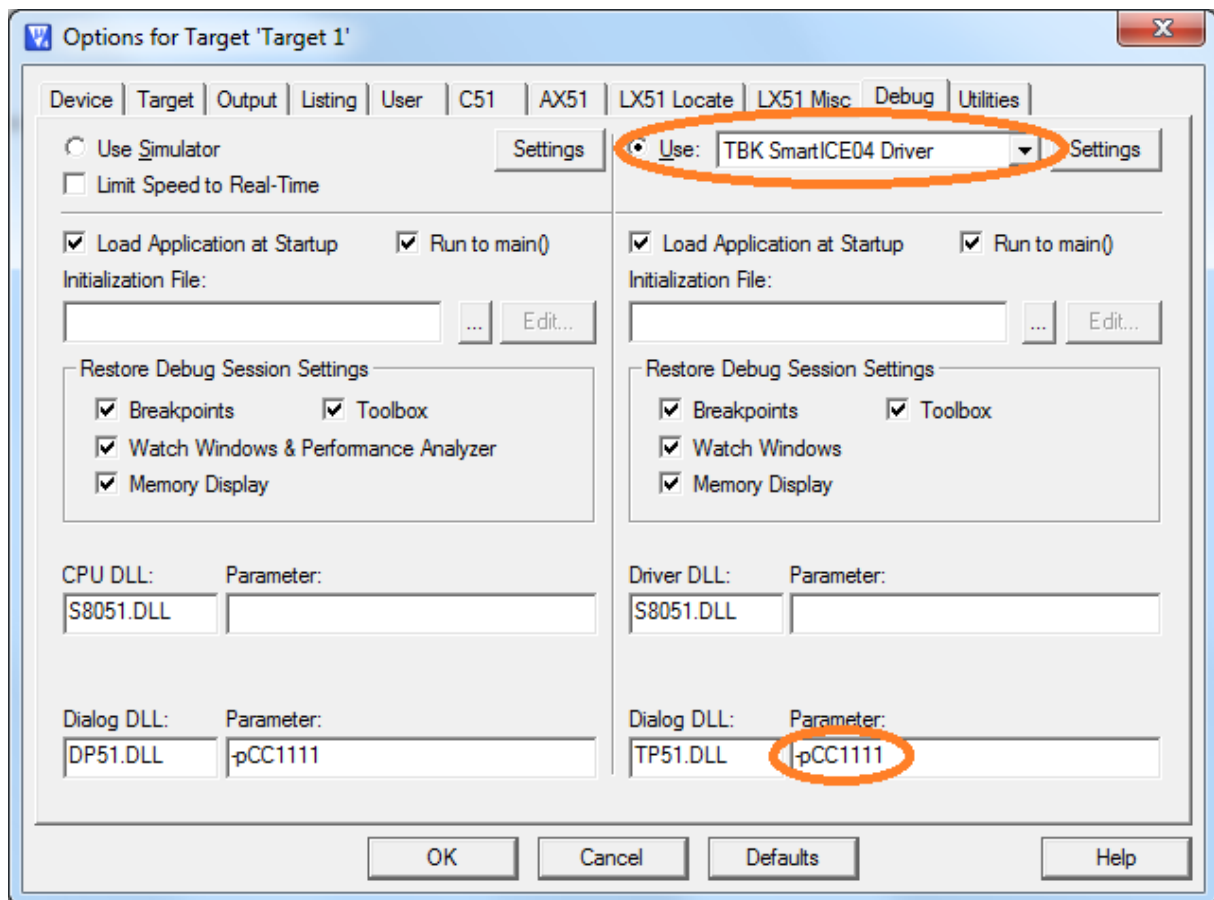 Options for Target 'Target 1'
Device Target Output Listing User C51 AX51 LX51 Locate LX51 Misc Debug Utilities
Use Simulator Settings
Limit Speed to Real-Time
Use: TBK SmartICE04 Driver Settings
Load Application at Startup Run to main()
Initialization File:
... Edit...
Restore Debug Session Settings
Breakpoints Toolbox
Watch Windows & Performance Analyzer
Memory Display
Load Application at Startup Run to main()
Initialization File:
... Edit...
Restore Debug Session Settings
Breakpoints Toolbox
Watch Windows
Memory Display
CPU DLL: Parameter:
S8051.DLL
Driver DLL: Parameter:
S8051.DLL
Dialog DLL: Parameter:
DP51.DLL -pCC1111
Dialog DLL: Parameter:
TP51.DLL -pCC1111
OK Cancel Defaults Help